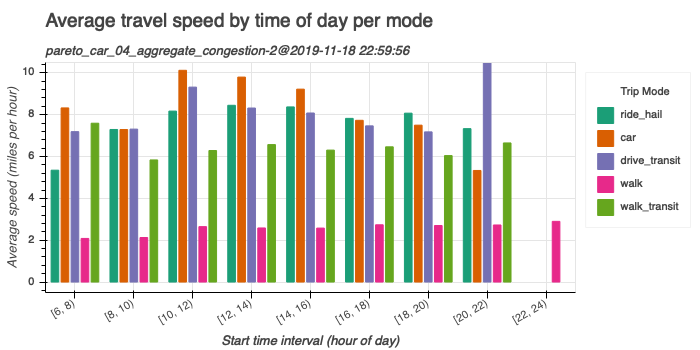 Average travel speed by time of day per mode
pareto_car_04_aggregate_congestion-2@2019-11-18 22:59:56
Average speed (miles per hour)
10
8
6
4
2
0
[6, 8)
[8, 10)
[10, 12)
[12, 14)
[14, 16)
[16, 18)
[18, 20)
[20, 22)
[22, 24)
Start time interval (hour of day)
Trip Mode
ride_hail
car
drive_transit
walk
walk_transit